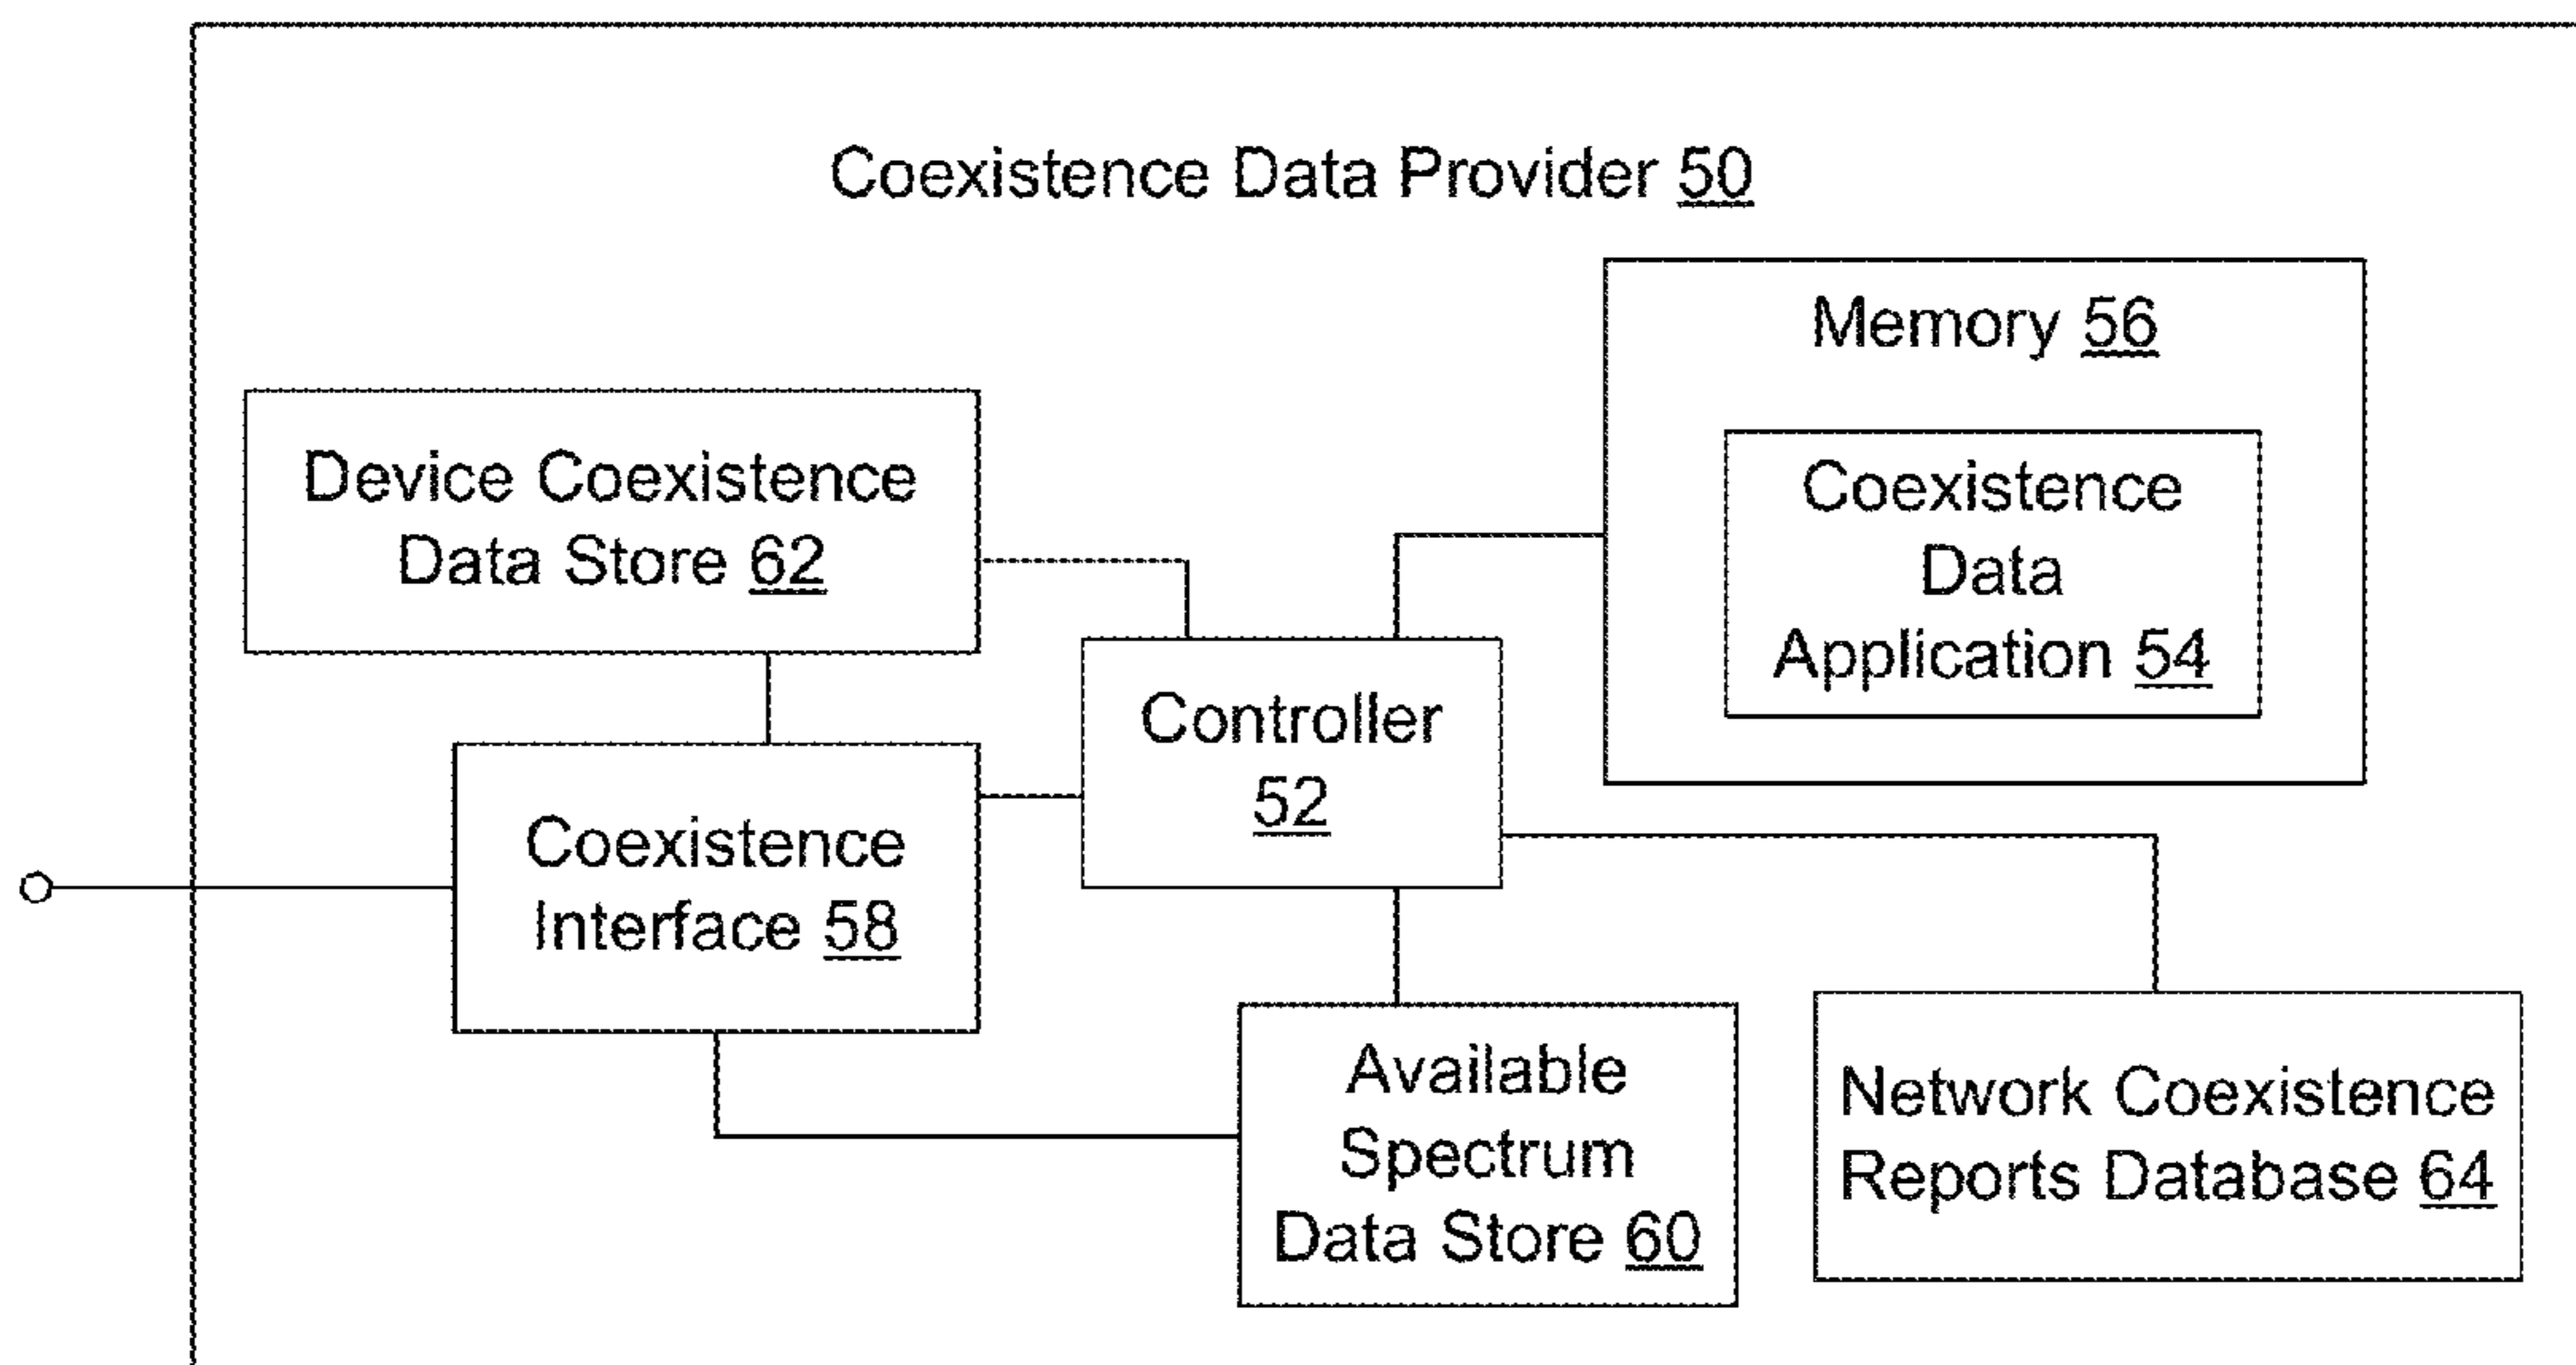 Coexistence Data Provider 50
Memory 56
Device Coexistence
Data Store 62
Coexistence
Data
Application 54
Controller
52
Coexistence
Interface 58
Available
Spectrum
Data Store 60
Network Coexistence
Reports Database 64